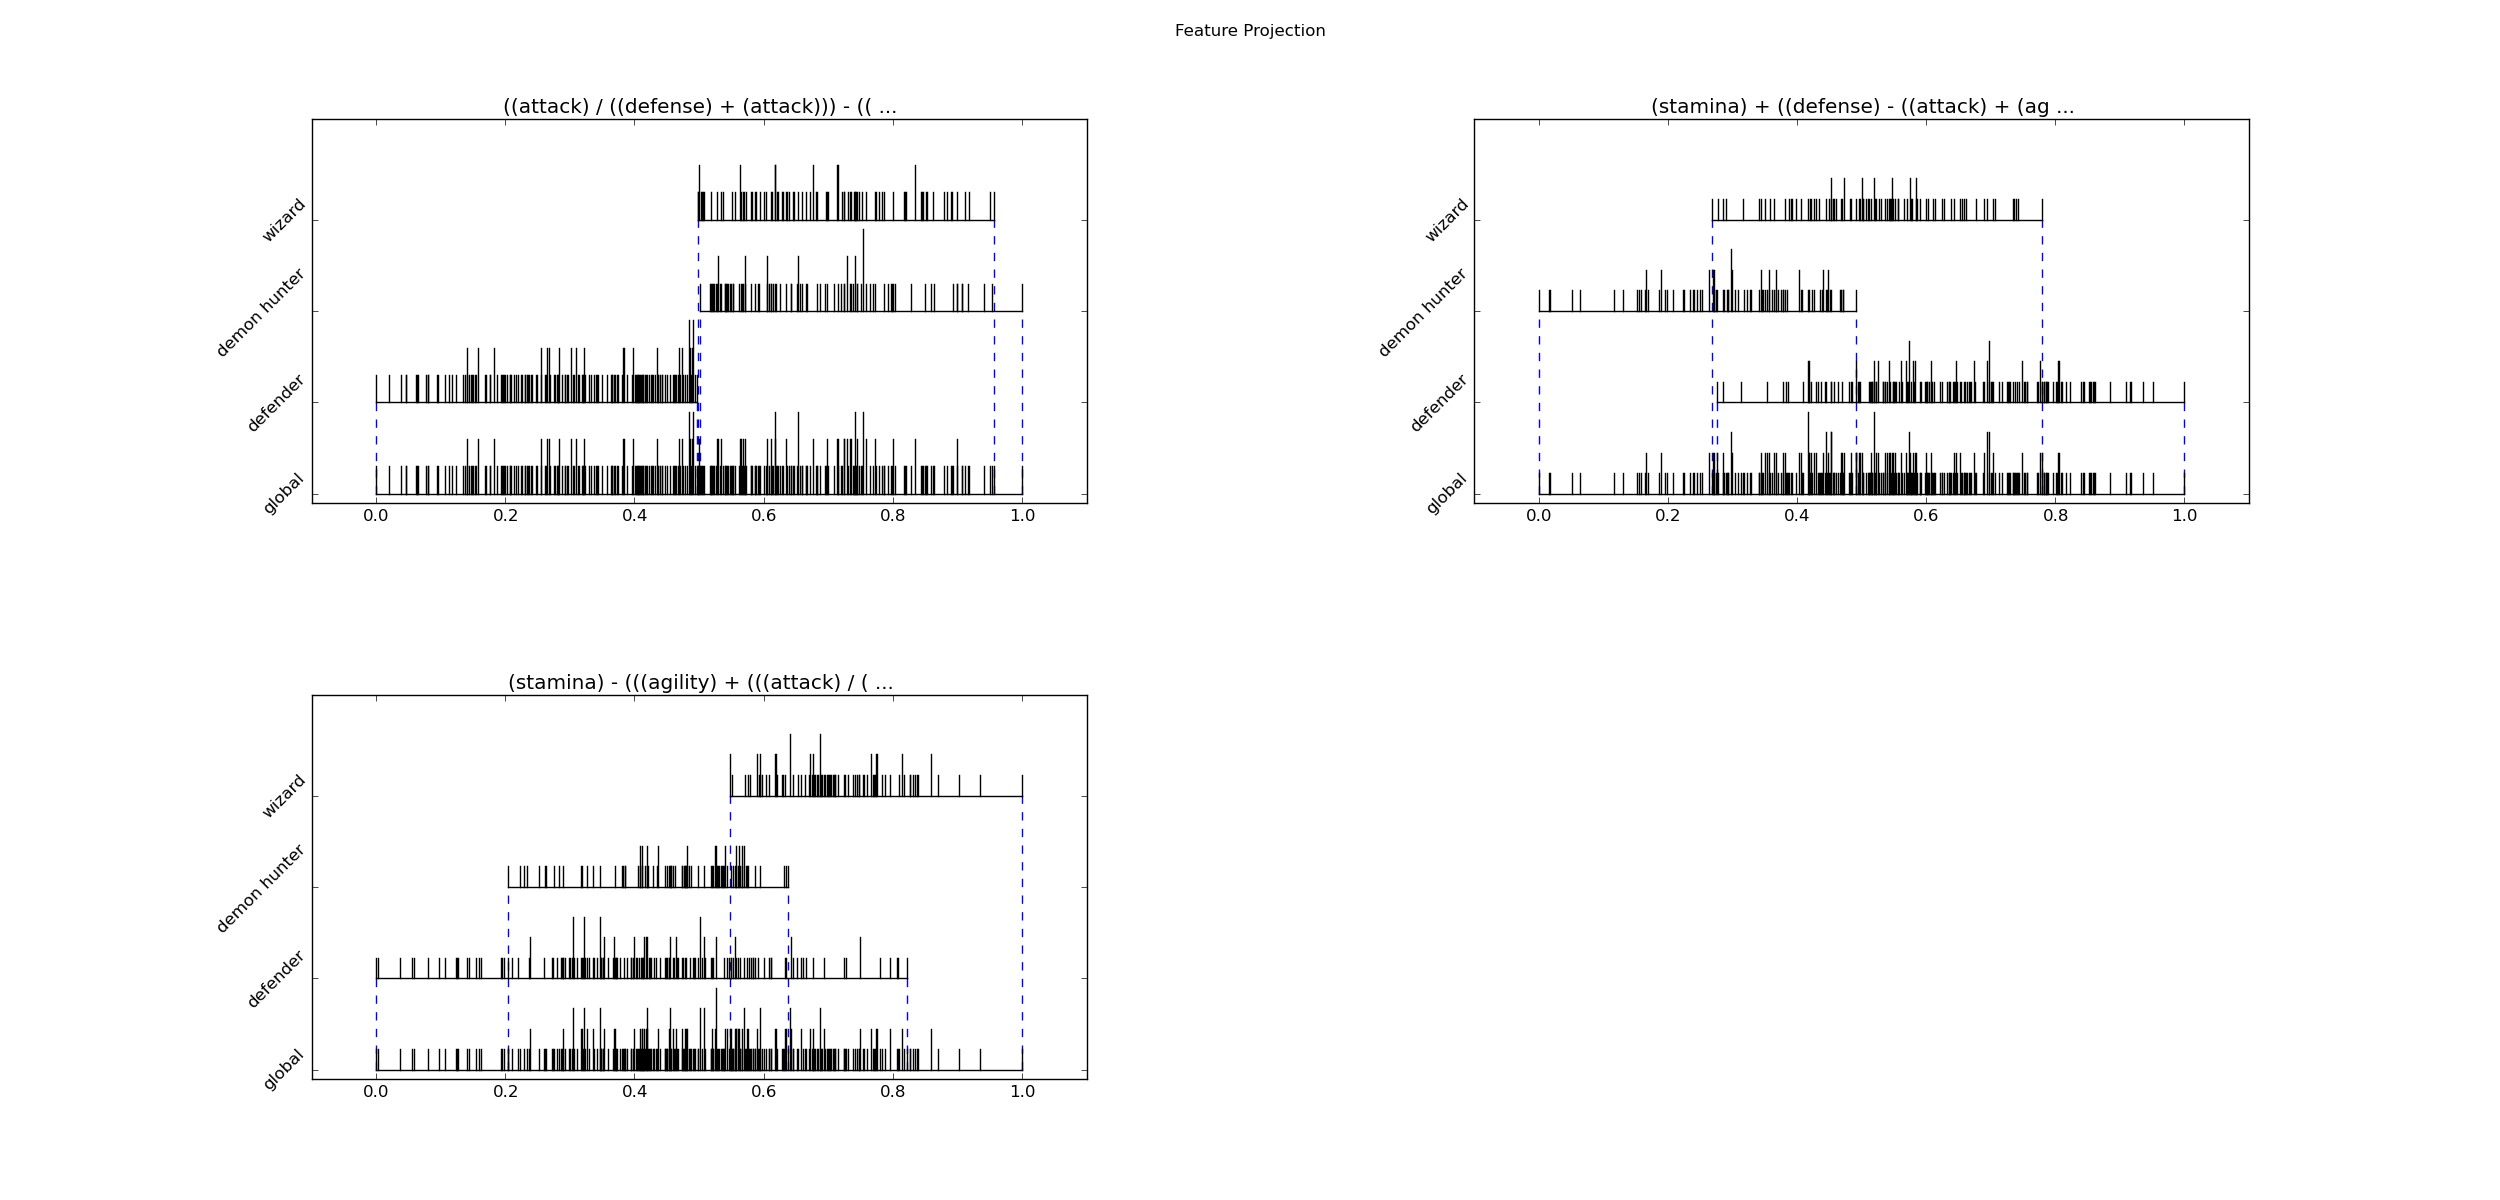 Feature Projection
((attack) / ((defense) + (attack))) - (( ...
wizard
demon hunter
defender
global
0.0 0.2 0.4 0.6 0.8 1.0
(stamina) + ((defense) - ((attack) + (ag ...
wizard
demon hunter
defender
global
0.0 0.2 0.4 0.6 0.8 1.0
(stamina) - (((agility) + (((attack) / ( ...
wizard
demon hunter
defender
global
0.0 0.2 0.4 0.6 0.8 1.0